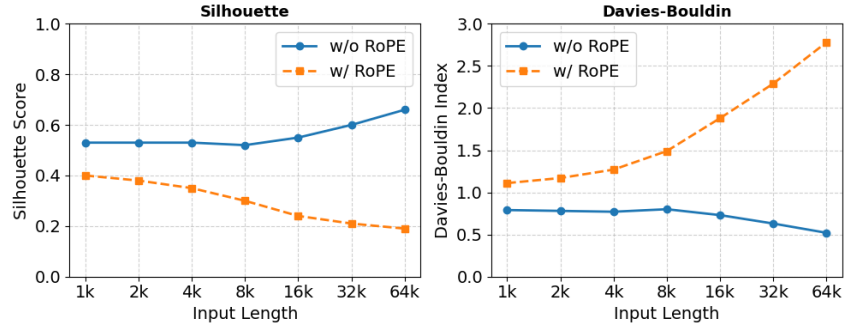 Silhouette
1.0
0.8
0.6
0.4
0.2
0.0
Silhouette Score
w/o RoPE
w/ RoPE
1k 2k 4k 8k 16k 32k 64k
Input Length
Davies-Bouldin
3.0
2.5
2.0
1.5
1.0
0.5
0.0
Davies-Bouldin Index
w/o RoPE
w/ RoPE
1k 2k 4k 8k 16k 32k 64k
Input Length